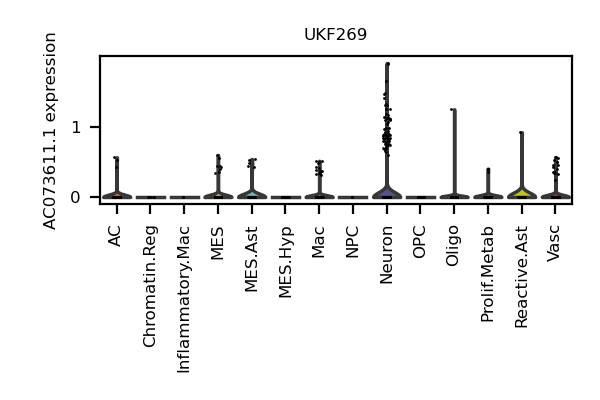 UKF269
AC073611.1 expression
1
0
AC
Chromatin.Reg
Inflammatory.Mac
MES
MES.Ast
MES.Hyp
Mac
NPC
Neuron
OPC
Oligo
Prolif.Metab
Reactive.Ast
Vasc